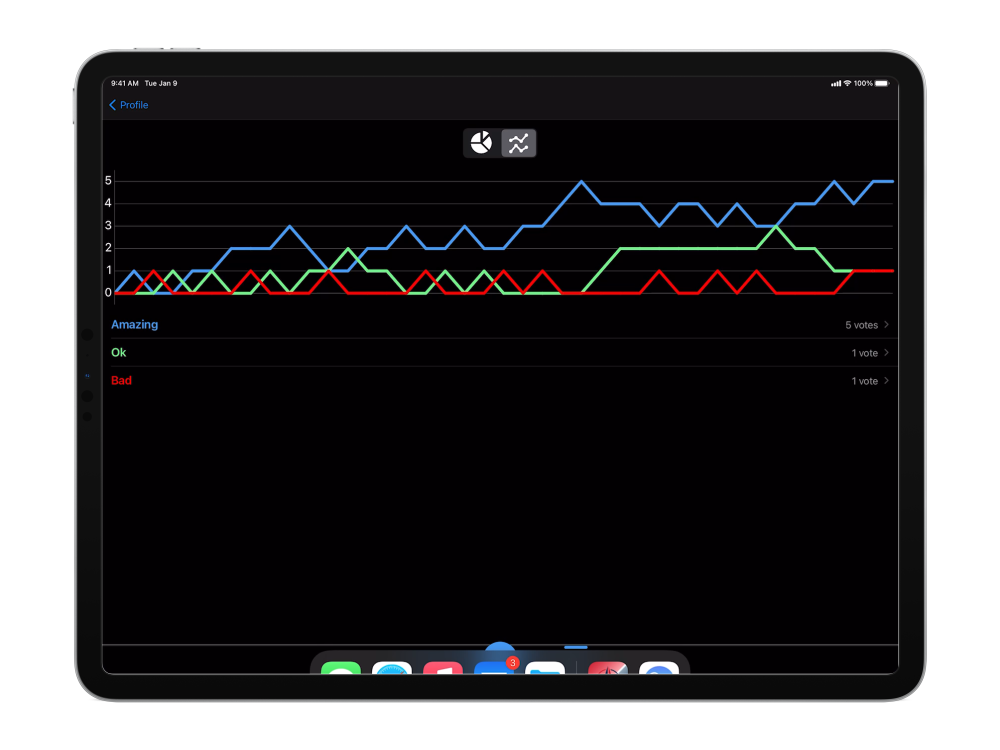 9:41 AM Tue Jan 9
100%
Profile
5
4
3
2
1
0
Amazing
5 votes
Ok
1 vote
Bad
1 vote
3